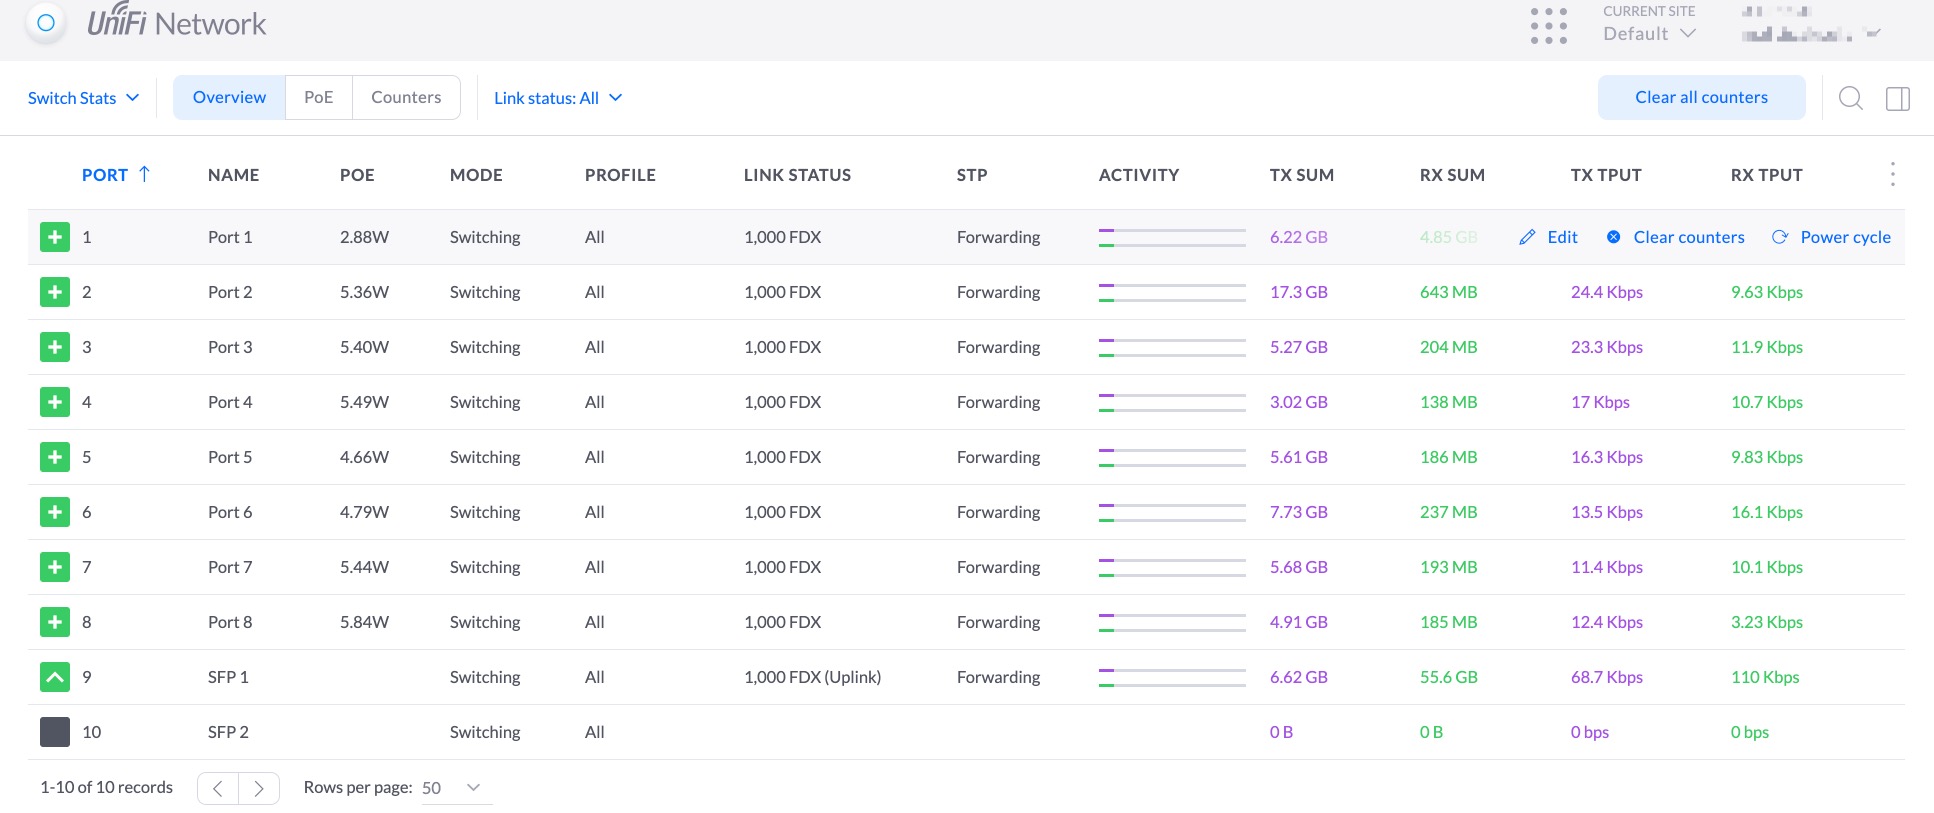 UniFi Network
CURRENT SITE
Default
Switch Stats
Overview PoE Counters
Link status: All
Clear all counters
PORT NAME POE MODE PROFILE LINK STATUS STP ACTIVITY TX SUM RX SUM TX TPUT RX TPUT
1 Port 1 2.88W Switching All 1,000 FDX Forwarding 6.22 GB 4.85 GB Edit Clear counters Power cycle
2 Port 2 5.36W Switching All 1,000 FDX Forwarding 17.3 GB 643 MB 24.4 Kbps 9.63 Kbps
3 Port 3 5.40W Switching All 1,000 FDX Forwarding 5.27 GB 204 MB 23.3 Kbps 11.9 Kbps
4 Port 4 5.49W Switching All 1,000 FDX Forwarding 3.02 GB 138 MB 17 Kbps 10.7 Kbps
5 Port 5 4.66W Switching All 1,000 FDX Forwarding 5.61 GB 186 MB 16.3 Kbps 9.83 Kbps
6 Port 6 4.79W Switching All 1,000 FDX Forwarding 7.73 GB 237 MB 13.5 Kbps 16.1 Kbps
7 Port 7 5.44W Switching All 1,000 FDX Forwarding 5.68 GB 193 MB 11.4 Kbps 10.1 Kbps
8 Port 8 5.84W Switching All 1,000 FDX Forwarding 4.91 GB 185 MB 12.4 Kbps 3.23 Kbps
9 SFP 1 Switching All 1,000 FDX (Uplink) Forwarding 6.62 GB 55.6 GB 68.7 Kbps 110 Kbps
10 SFP 2 Switching All 0 B 0 B 0 bps 0 bps
1-10 of 10 records
Rows per page: 50